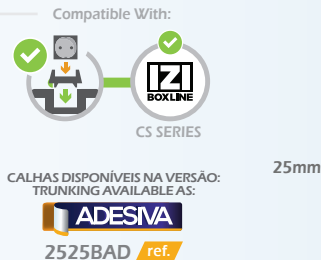 Compatible With:
IZI
BOXLINE
CS SERIES
25mm
CALHAS DISPONÍVEIS NA VERSÃO:
TRUNKING AVAILABLE AS:
ADESIVA
2525BAD ref.